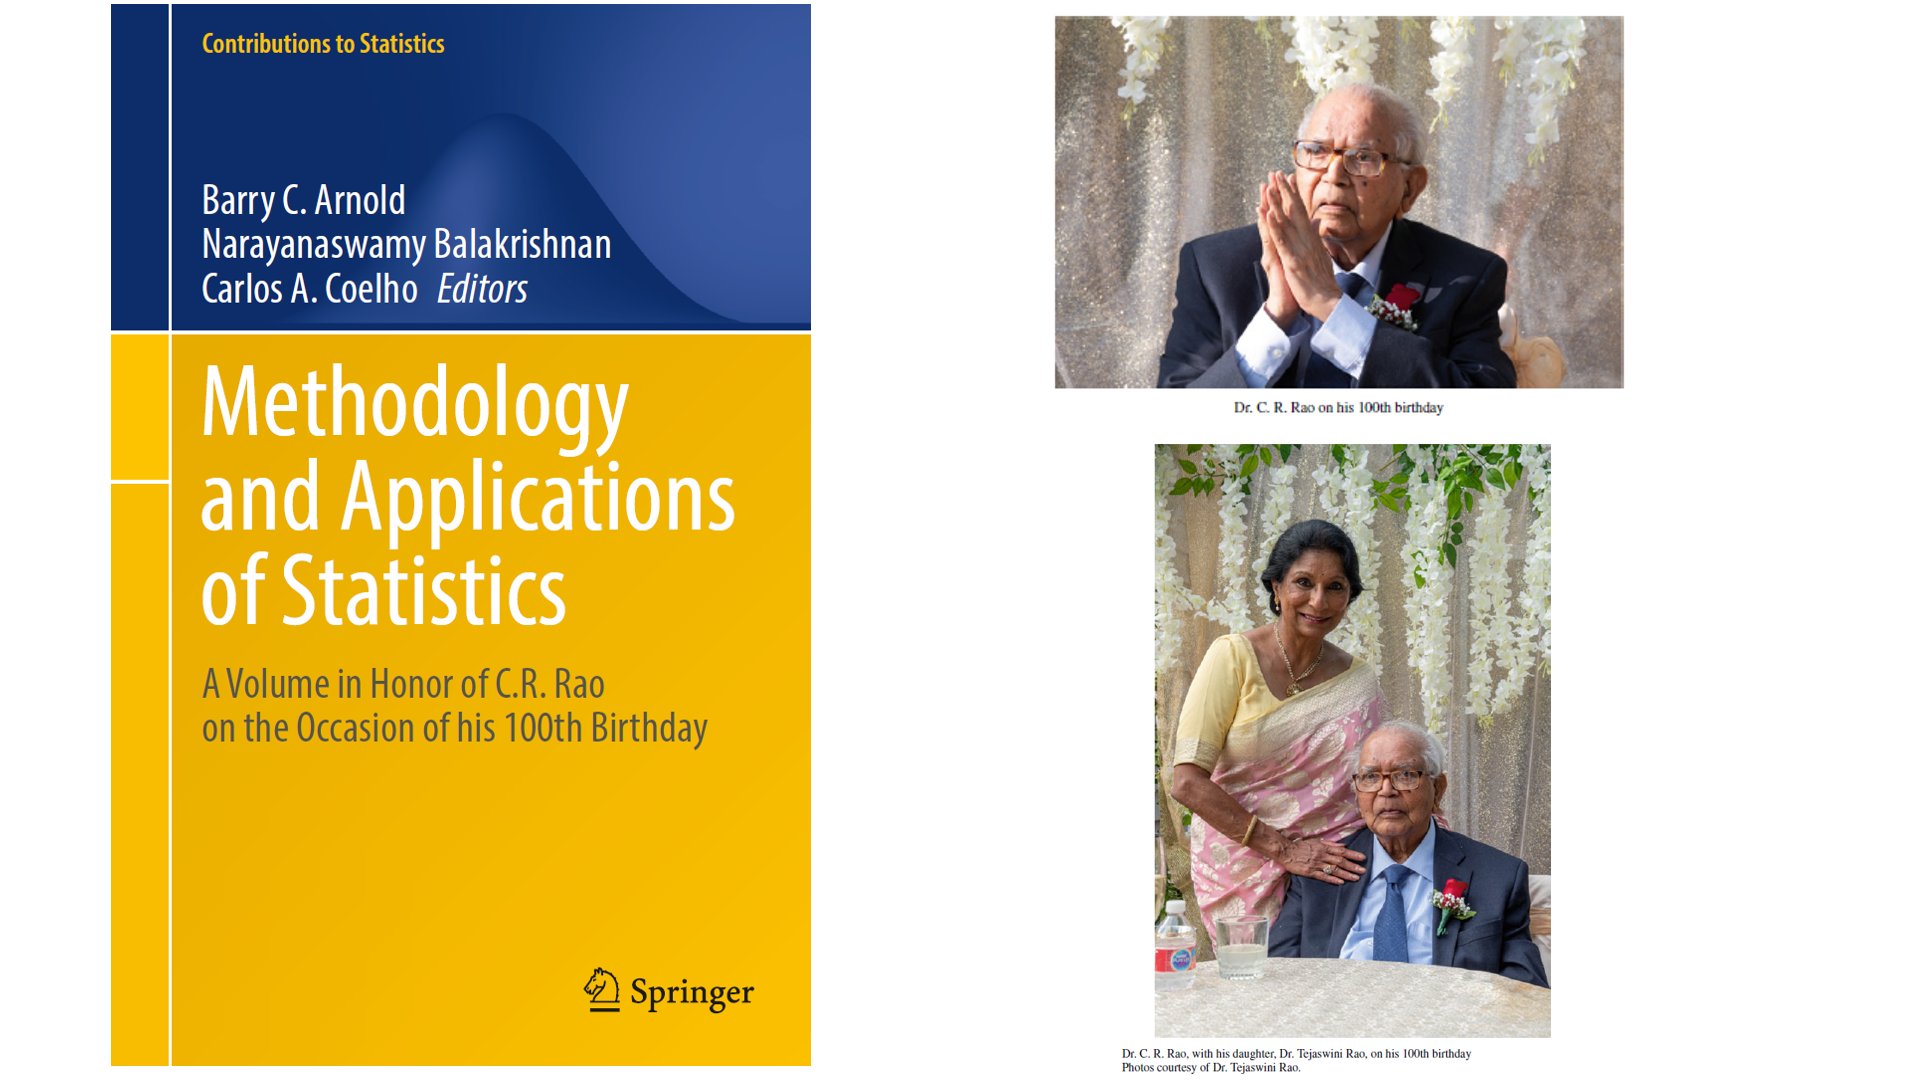 Contributions to Statistics
Barry C. Arnold
Narayanaswamy Balakrishnan
Carlos A. Coelho Editors
Methodology
and Applications
of Statistics
A Volume in Honor of C.R. Rao
on the Occasion of his 100th Birthday
Springer
Dr. C. R. Rao on his 100th birthday
Dr. C. R. Rao, with his daughter, Dr. Tejaswini Rao, on his 100th birthday
Photos courtesy of Dr. Tejaswini Rao.